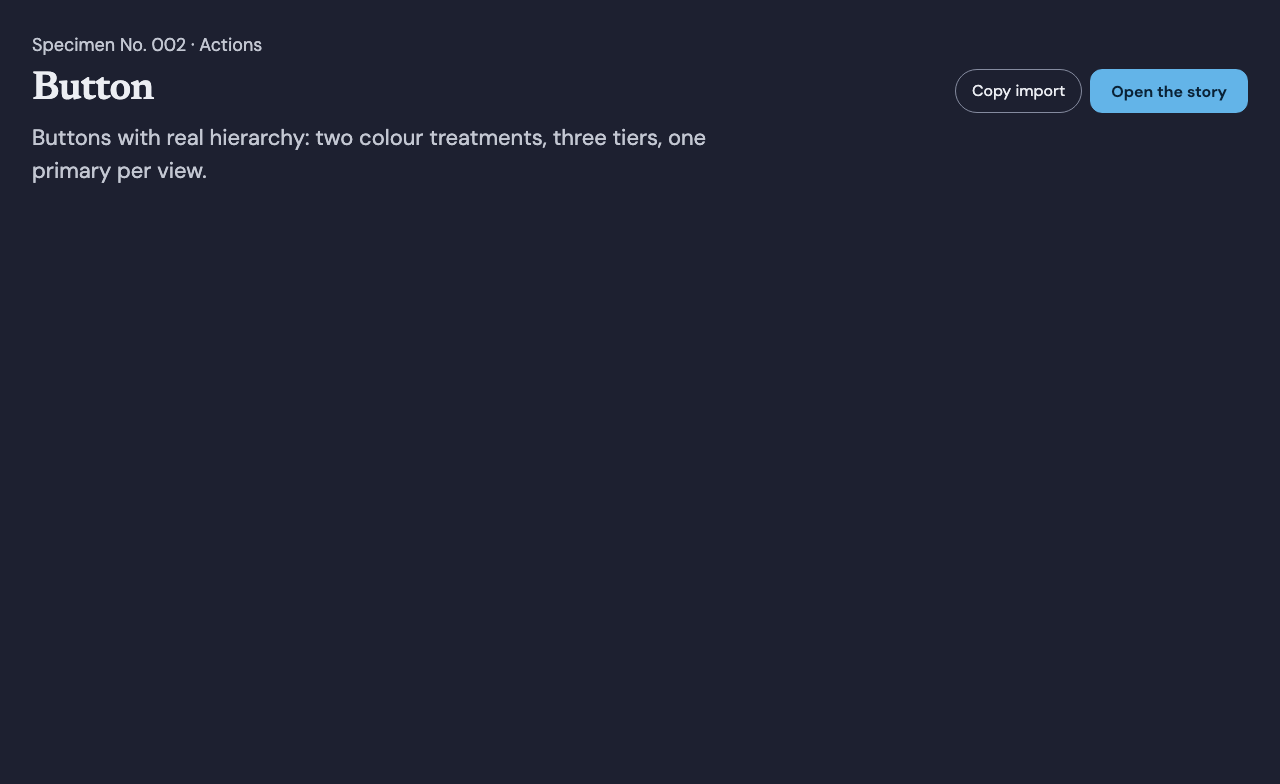 Specimen No. 002 · Actions
Button
Copy import
Open the story
Buttons with real hierarchy: two colour treatments, three tiers, one
primary per view.